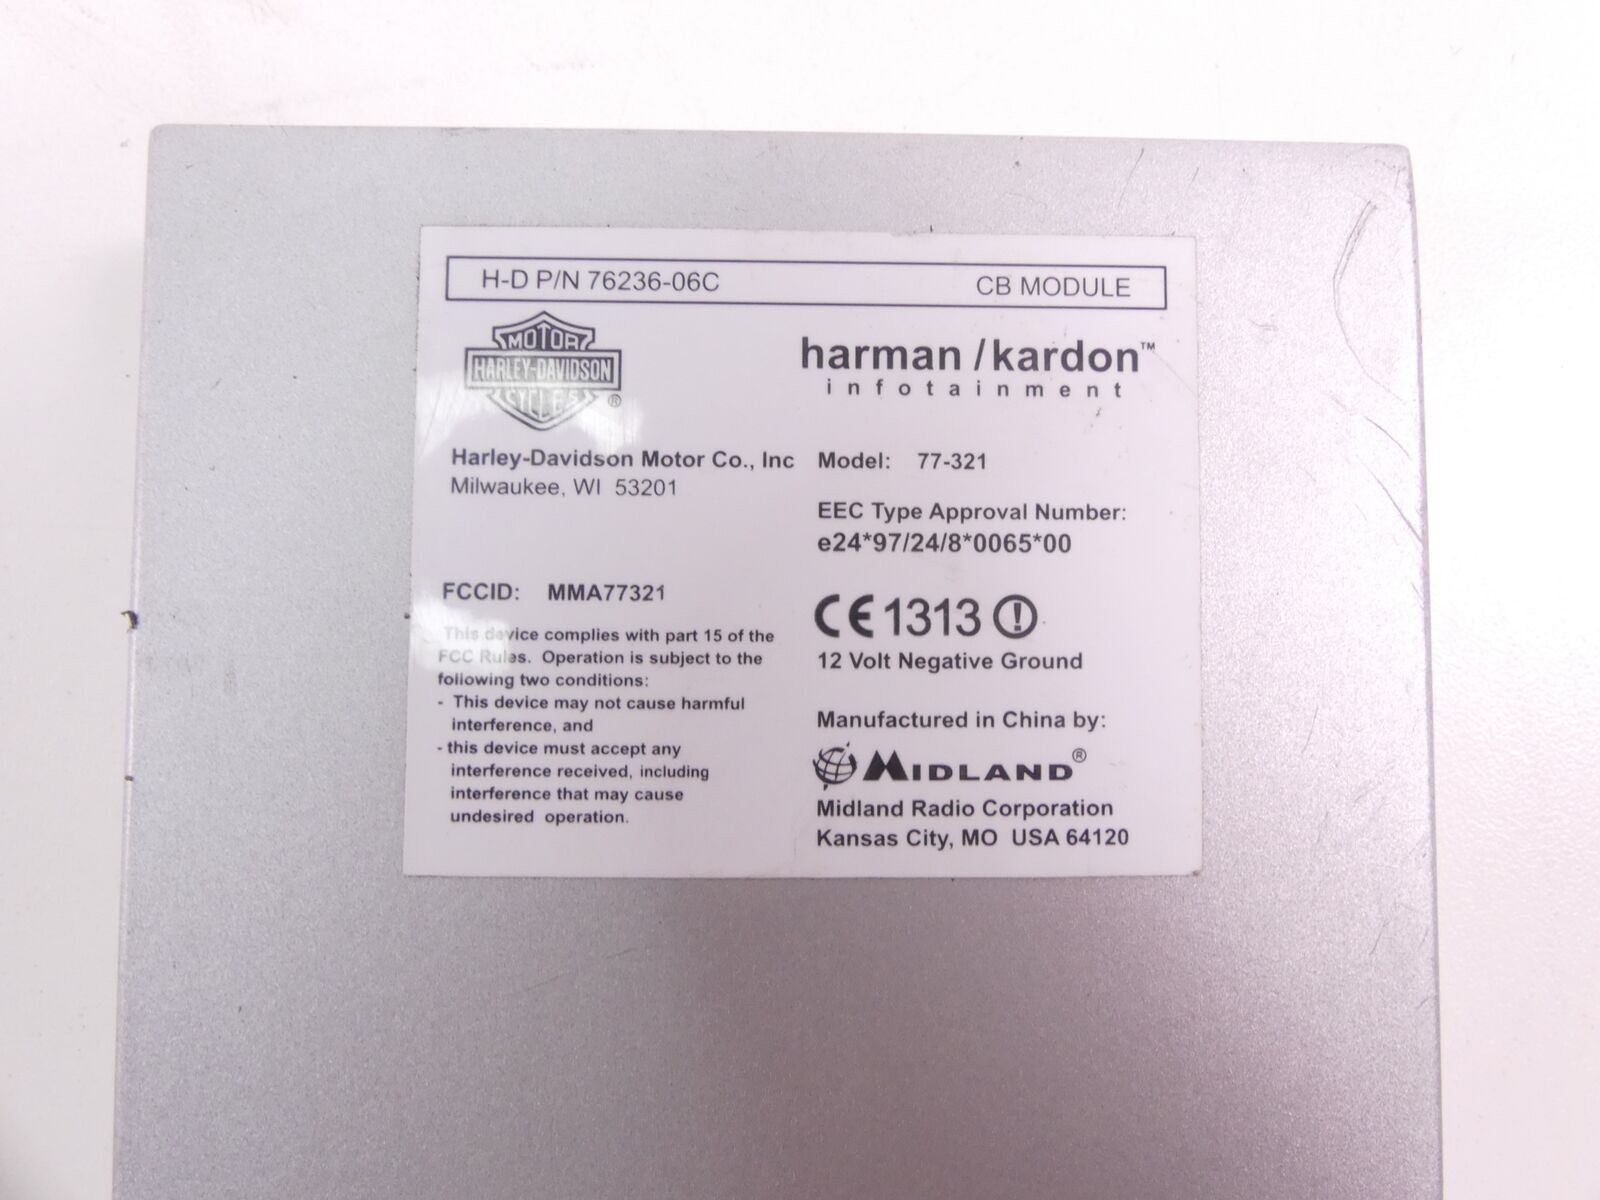 H-D P/N 76236-06C CB MODULE
MOTOR
HARLEY-DAVIDSON
CYCLES ®
harman / kardon™
infotainment
Harley-Davidson Motor Co., Inc
Milwaukee, WI 53201
Model: 77-321
EEC Type Approval Number:
e24*97/24/8*0065*00
FCCID: MMA77321
This device complies with part 15 of the
FCC Rules. Operation is subject to the
following two conditions:
- This device may not cause harmful
interference, and
- this device must accept any
interference received, including
interference that may cause
undesired operation.
CE 1313
12 Volt Negative Ground
Manufactured in China by:
MIDLAND®
Midland Radio Corporation
Kansas City, MO USA 64120